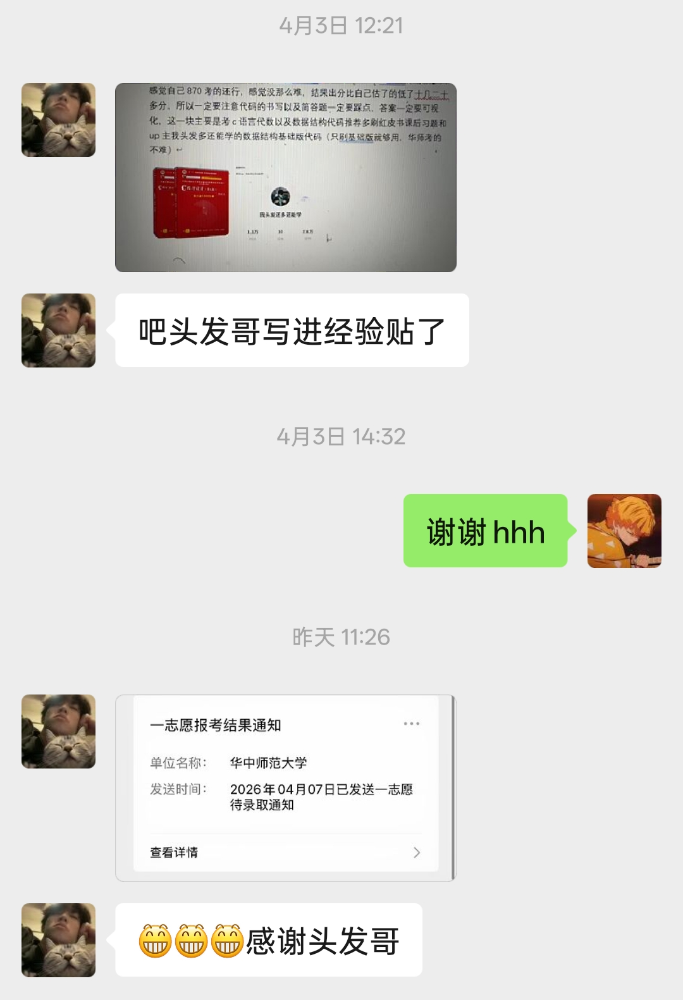 4月3日 12:21
感觉自己 870 考的还行，感觉没那么难，结果出分比自己估了的低了十几二十
多分，所以一定要注意代码的书写以及简答题一定要踩点，答案一定要可视
化，这一块主要是考 c 语言代数以及数据结构代码推荐多刷红皮书课后习题和
up 主我头发多还能学的数据结构基础版代码（只刷基础版就够用，华师考的
不难）
我头发还多还能学
1.1万 10 2.8万
吧头发哥写进经验贴了
4月3日 14:32
谢谢 hhh
昨天 11:26
一志愿报考结果通知
单位名称： 华中师范大学
发送时间： 2026年04月07日已发送一志愿
待录取通知
查看详情
感谢头发哥